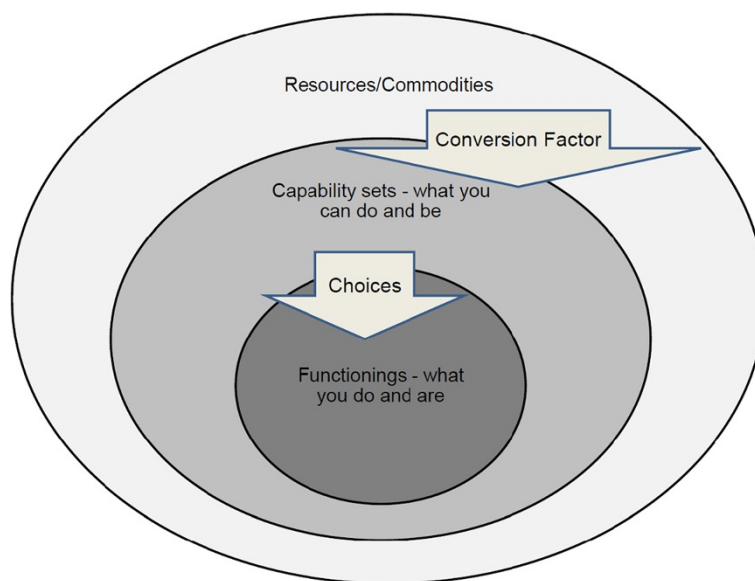 Resources/Commodities
Conversion Factor
Capability sets - what you
can do and be
Choices
Functionings - what
you do and are